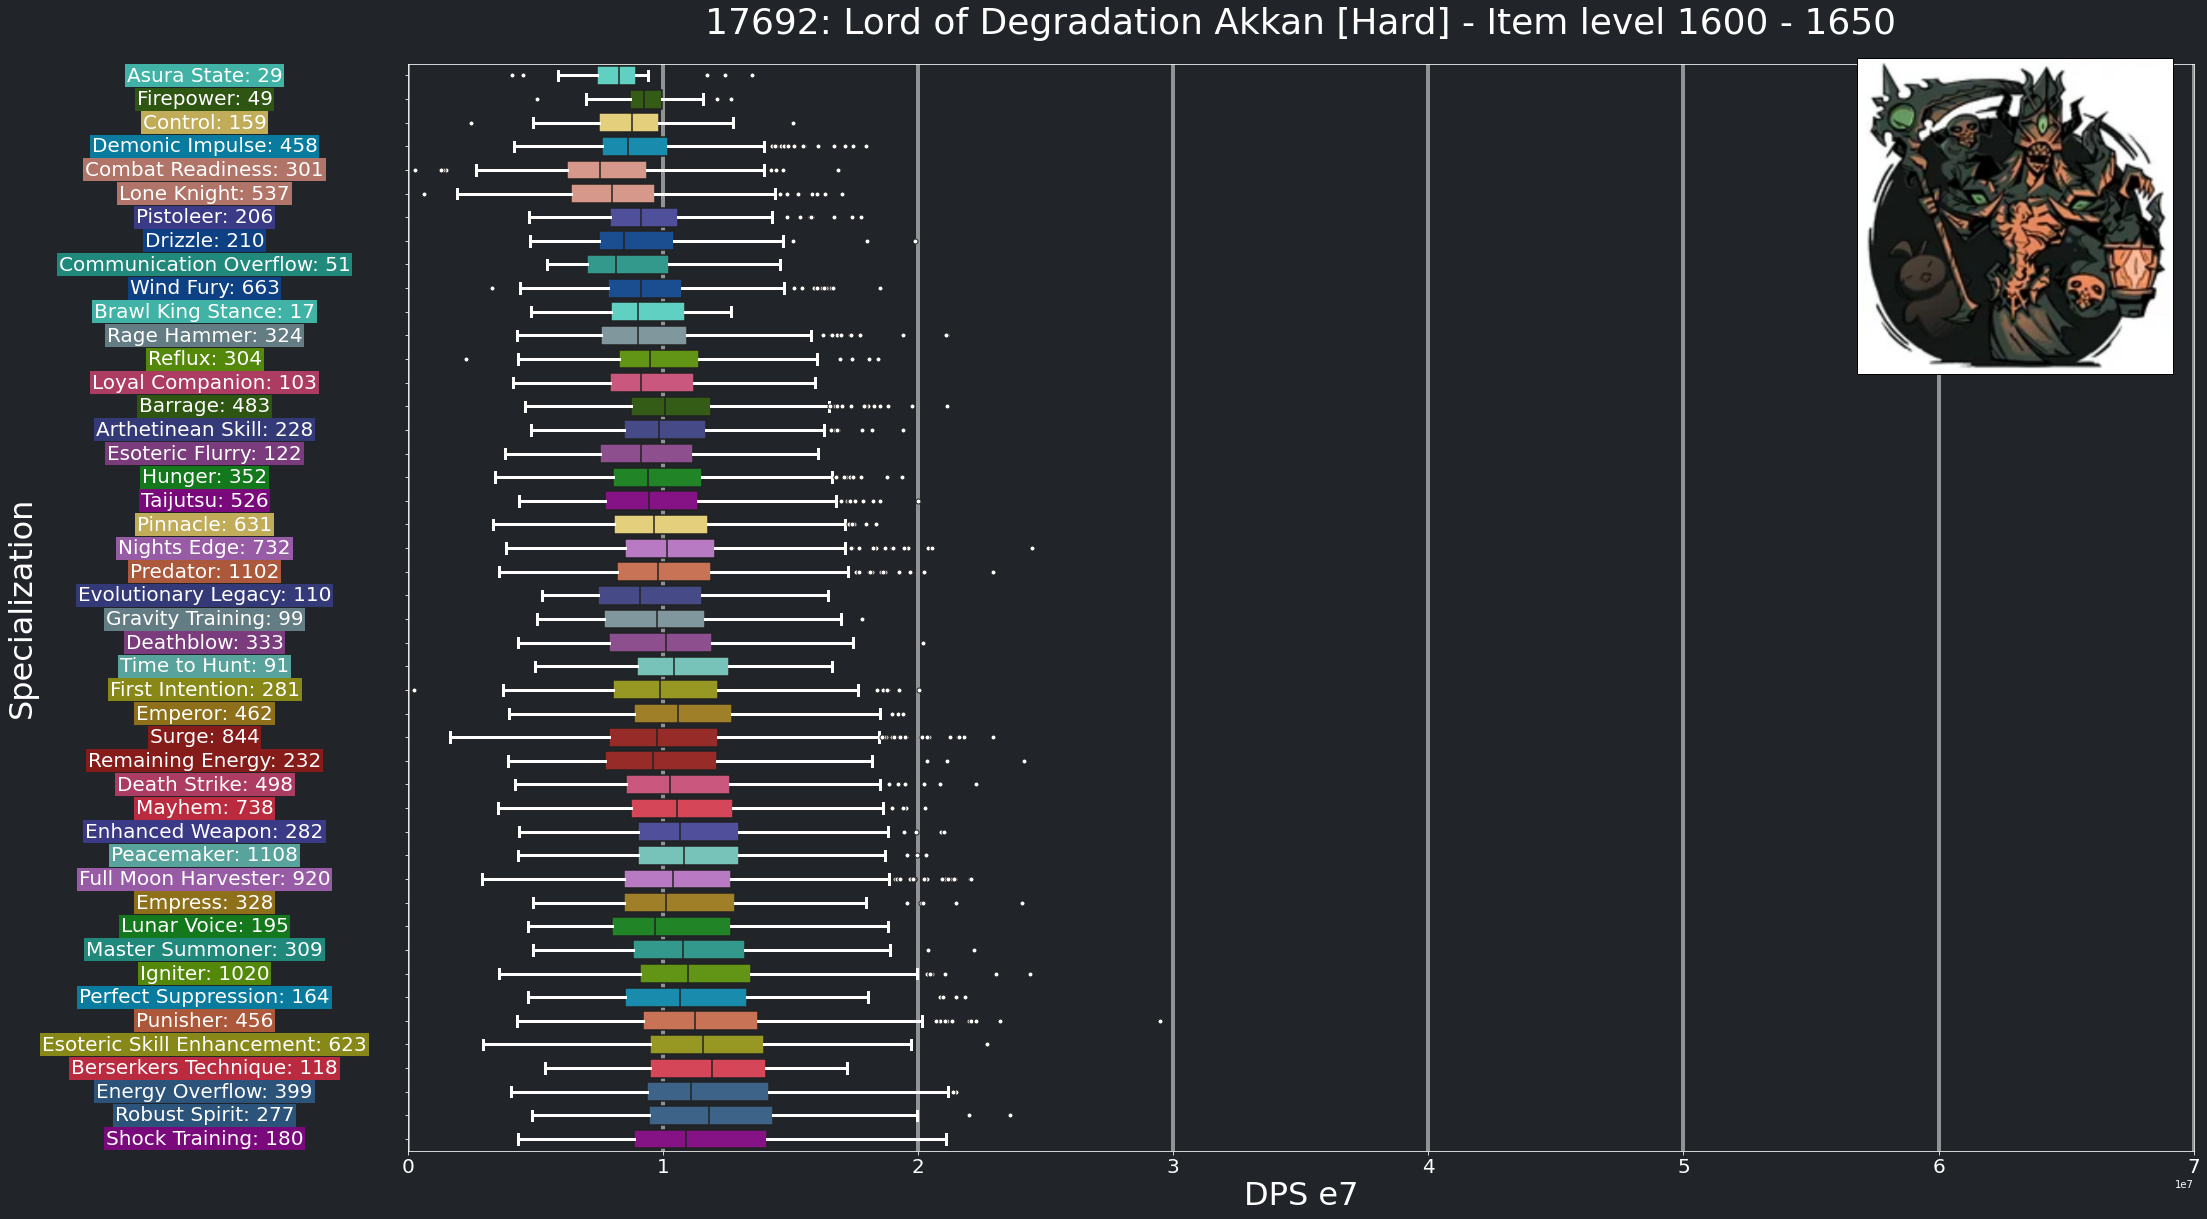 17692: Lord of Degradation Akkan [Hard] - Item level 1600 - 1650
Specialization
Asura State: 29
Firepower: 49
Control: 159
Demonic Impulse: 458
Combat Readiness: 301
Lone Knight: 537
Pistoleer: 206
Drizzle: 210
Communication Overflow: 51
Wind Fury: 663
Brawl King Stance: 17
Rage Hammer: 324
Reflux: 304
Loyal Companion: 103
Barrage: 483
Arthetinean Skill: 228
Esoteric Flurry: 122
Hunger: 352
Taijutsu: 526
Pinnacle: 631
Nights Edge: 732
Predator: 1102
Evolutionary Legacy: 110
Gravity Training: 99
Deathblow: 333
Time to Hunt: 91
First Intention: 281
Emperor: 462
Surge: 844
Remaining Energy: 232
Death Strike: 498
Mayhem: 738
Enhanced Weapon: 282
Peacemaker: 1108
Full Moon Harvester: 920
Empress: 328
Lunar Voice: 195
Master Summoner: 309
Igniter: 1020
Perfect Suppression: 164
Punisher: 456
Esoteric Skill Enhancement: 623
Berserkers Technique: 118
Energy Overflow: 399
Robust Spirit: 277
Shock Training: 180
0 1 2 3 4 5 6 7
1e7
DPS e7